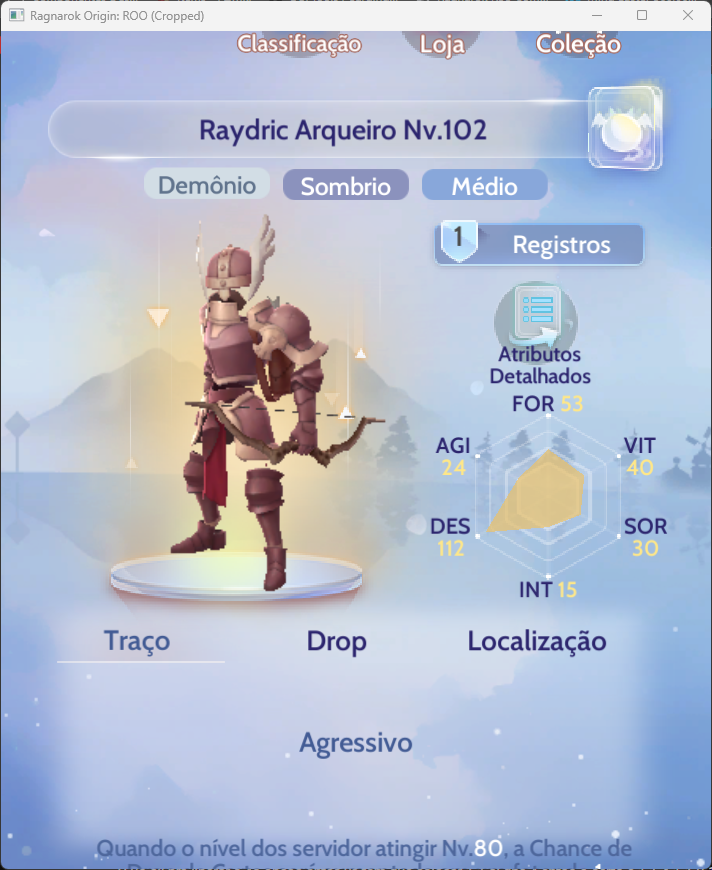 Ragnarok Origin: ROO (Cropped)
Classificação Loja Coleção
Raydric Arqueiro Nv.102
Demônio Sombrio Médio
1 Registros
Atributos
Detalhados
FOR 53
AGI
24
VIT
40
DES
112
SOR
30
INT 15
Traço Drop Localização
Agressivo
Quando o nível dos servidor atingir Nv.80, a Chance de